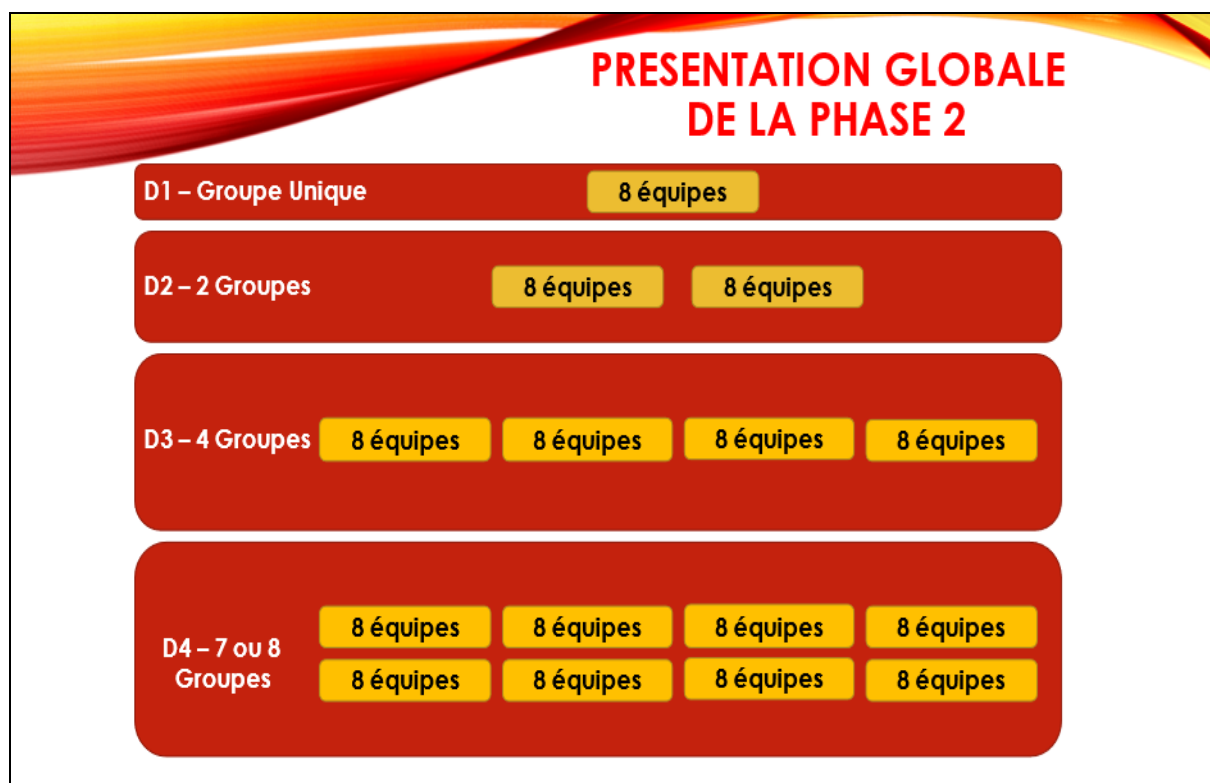 PRESENTATION GLOBALE
DE LA PHASE 2
D1 – Groupe Unique
8 équipes
D2 – 2 Groupes
8 équipes 8 équipes
D3 – 4 Groupes
8 équipes 8 équipes 8 équipes 8 équipes
D4 – 7 ou 8
Groupes
8 équipes 8 équipes 8 équipes 8 équipes
8 équipes 8 équipes 8 équipes 8 équipes